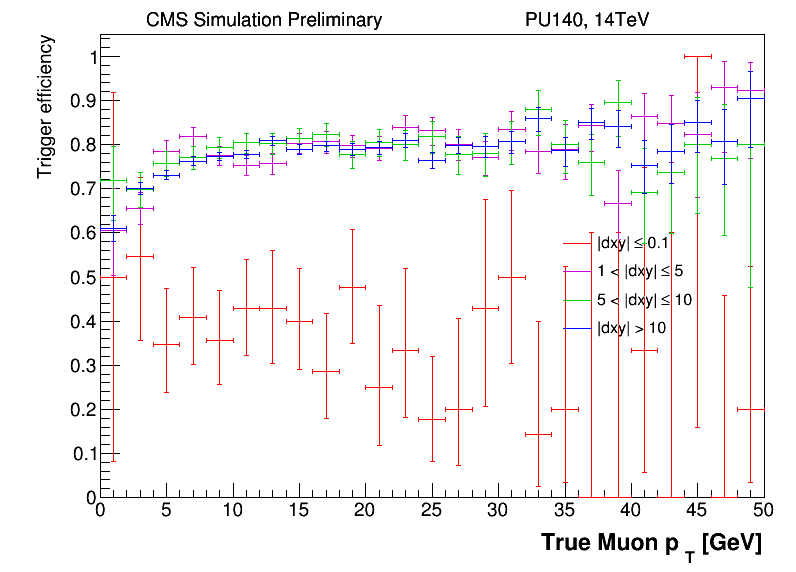 CMS Simulation Preliminary PU140, 14TeV
Trigger efficiency
1
0.9
0.8
0.7
0.6
0.5
0.4
0.3
0.2
0.1
0
|dxy| ≤ 0.1
1 < |dxy| ≤ 5
5 < |dxy| ≤ 10
|dxy| > 10
0 5 10 15 20 25 30 35 40 45 50
True Muon p T [GeV]